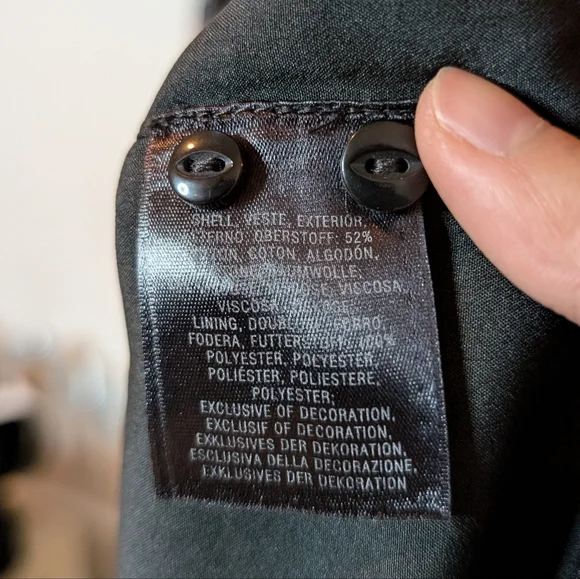 SHELL, VESTE, EXTERIOR,
OBERSTOFF: 52%
COTON, ALGODÓN,
VISCOSA,
LINING, FORRO,
FODERA, 100%
POLYESTER, POLYESTER
POLIÉSTER, POLIESTERE,
POLYESTER;
EXCLUSIVE OF DECORATION,
EXCLUSIF OF DECORATION,
EXKLUSIVES DER DEKORATION,
ESCLUSIVA DELLA DECORAZIONE,
EXKLUSIVES DER DEKORATION